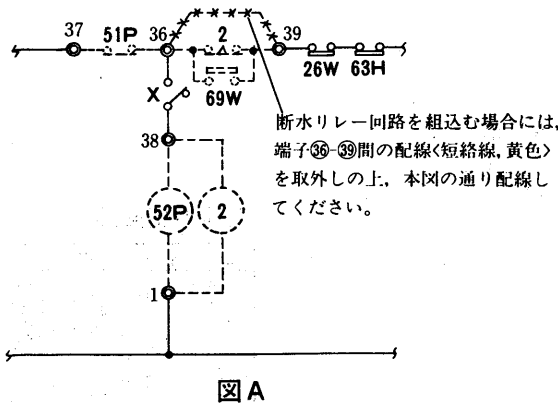 37 51P 36 2 39
69W 26W 63H
X
断水リレー回路を組込む場合には,
端子㊱-㊴間の配線<短絡線, 黄色>
を取外しの上, 本図の通り配線し
てください。
38
52P 2
1
図A